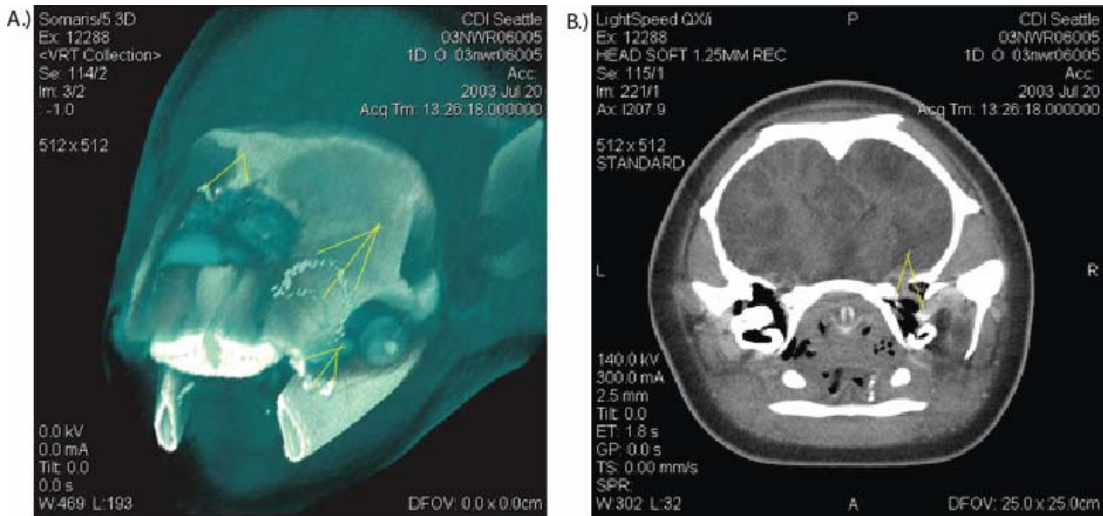 A.)
Somaris/5 3D
Ex: 12288
<VRT Collection>
Se: 114/2
Im: 3/2
: -1.0
512 x 512
CDI Seattle
03NWR06005
1D O 03nwr06005
Acc:
2003 Jul 20
Acq Tm: 13:26:18.000000
0.0 kV
0.0 mA
Tilt: 0.0
0.0 s
W:469 L:193
DFOV: 0.0 x 0.0cm
B.)
LightSpeed QX/i
Ex: 12288
HEAD SOFT 1.25MM REC
Se: 115/1
Im: 221/1
Ax: I207.9
512 x 512
STANDARD
P
CDI Seattle
03NWR06005
1D O 03nwr06005
Acc:
2003 Jul 20
Acq Tm: 13:26:18.000000
L
R
140.0 kV
300.0 mA
2.5 mm
Tilt: 0.0
ET: 1.8 s
GP: 0.0 s
TS: 0.00 mm/s
SPR:
W:302 L:32
A
DFOV: 25.0 x 25.0cm